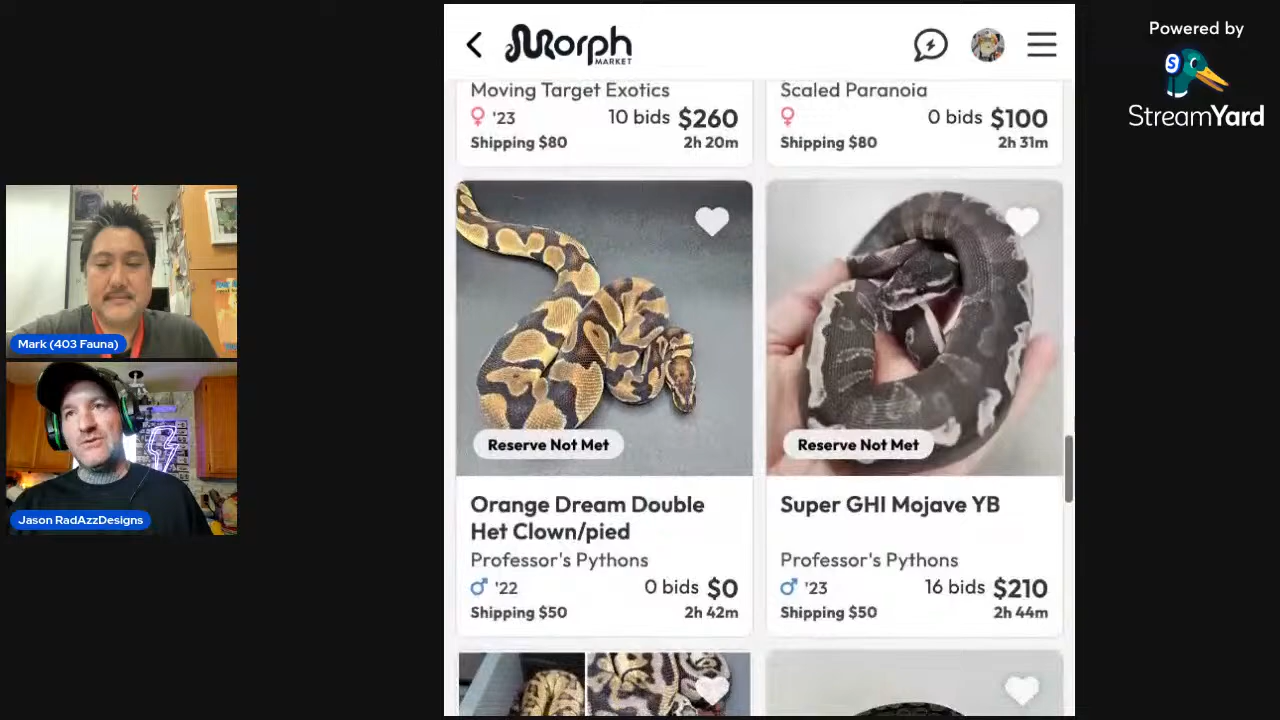 Morph
MARKET
Powered by
S
StreamYard
Moving Target Exotics
♀ '23 10 bids $260
Shipping $80 2h 20m
Scaled Paranoia
♀ 0 bids $100
Shipping $80 2h 31m
Reserve Not Met
Orange Dream Double
Het Clown/pied
Professor's Pythons
♂ '22 0 bids $0
Shipping $50 2h 42m
Reserve Not Met
Super GHI Mojave YB
Professor's Pythons
♂ '23 16 bids $210
Shipping $50 2h 44m
Mark (403 Fauna)
Jason RadAzzDesigns